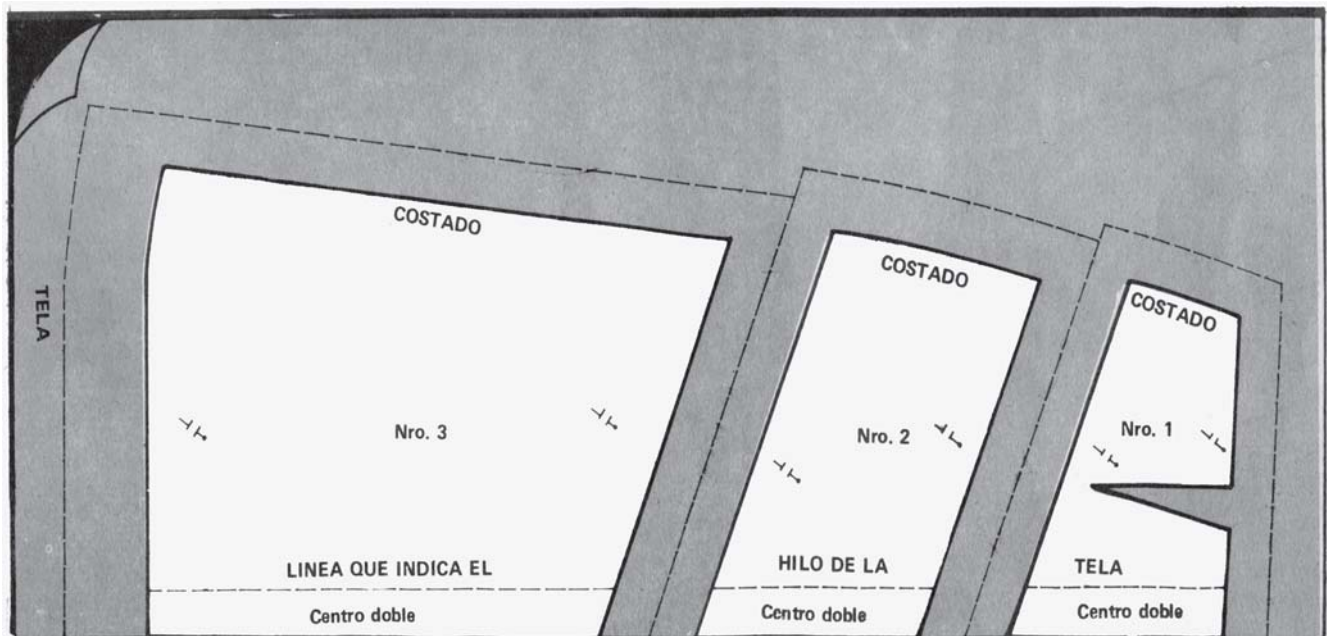 TELA
COSTADO
COSTADO
COSTADO
Nro. 3
Nro. 2
Nro. 1
LINEA QUE INDICA EL HILO DE LA TELA
Centro doble
Centro doble
Centro doble